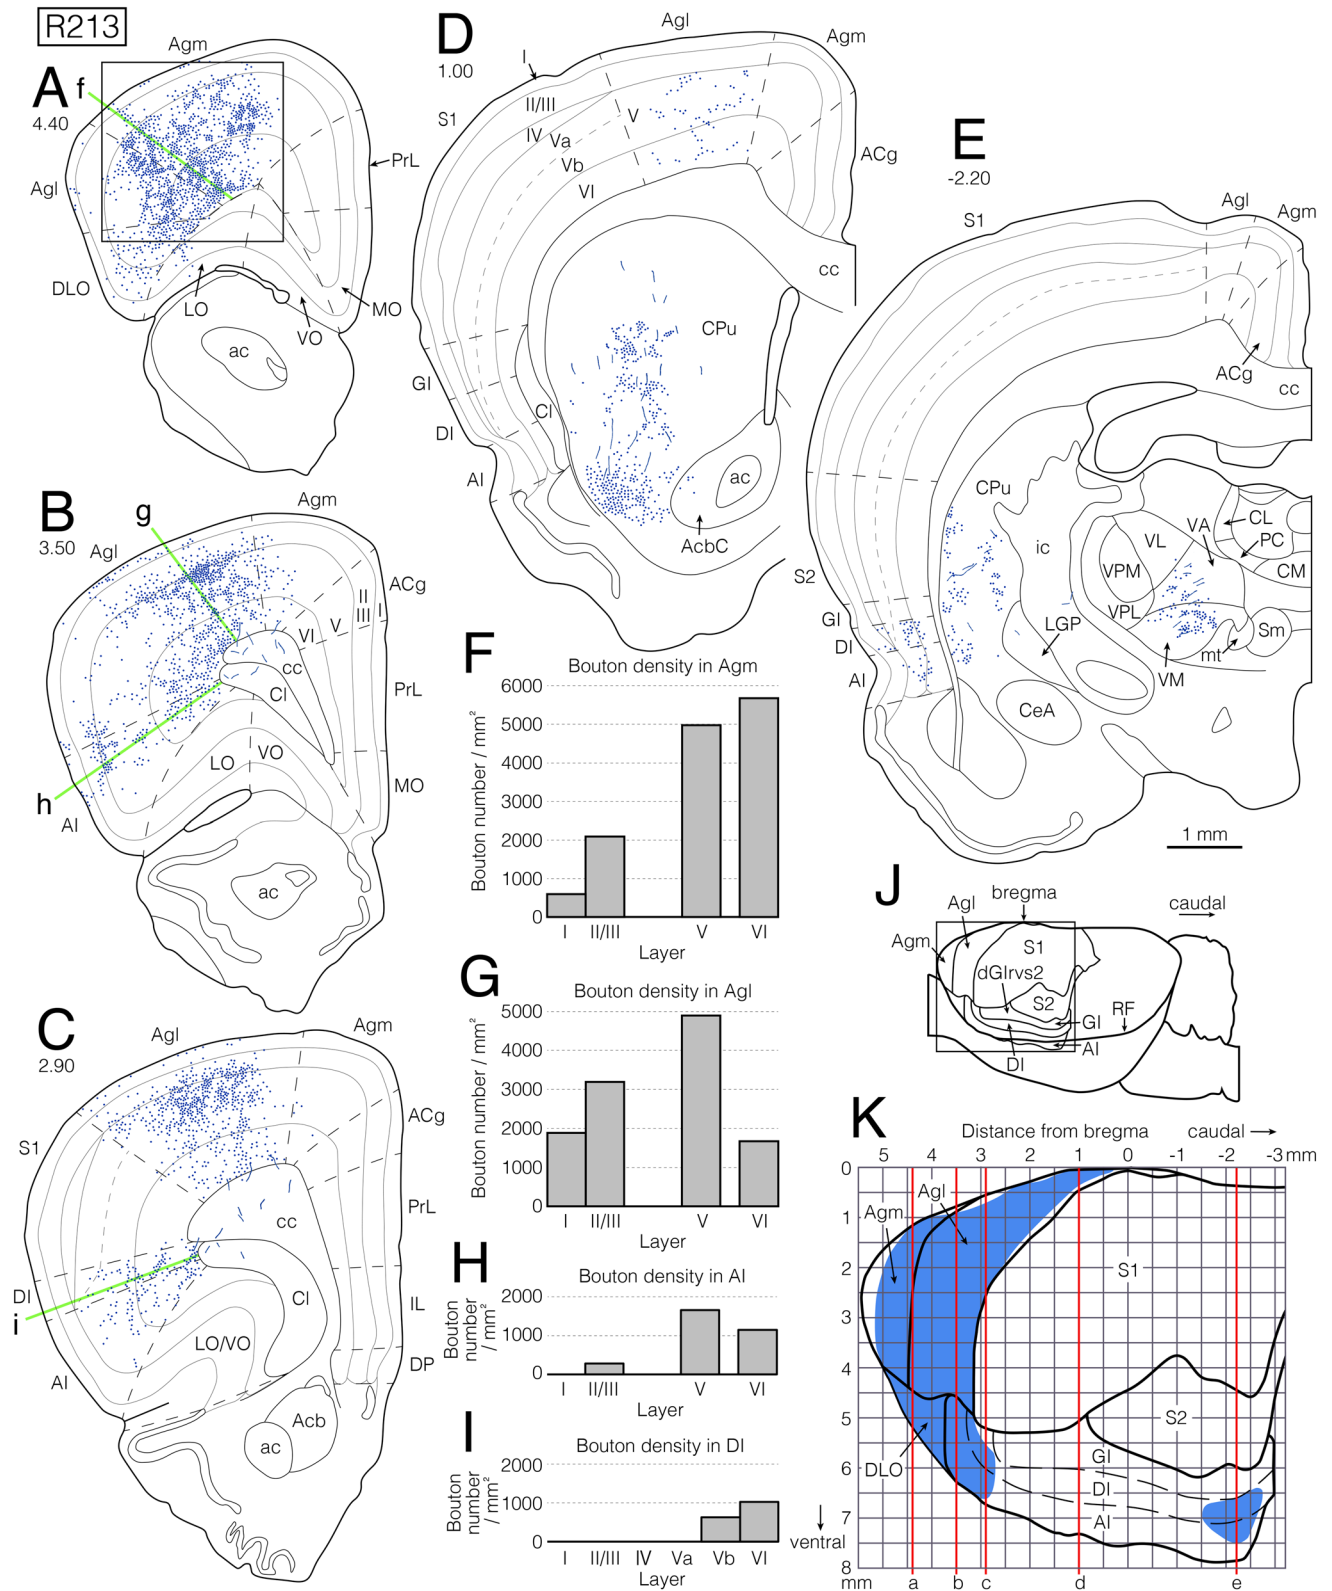 R213
A
4.40
f
Agm
PrL
Agl
DLO
LO
VO
MO
ac
B
3.50
g
Agm
Agl
ACg
II
III
I
V
VI
cc
Cl
PrL
LO
VO
MO
h
AI
ac
C
2.90
Agl
Agm
S1
ACg
PrL
cc
DI
i
Cl
IL
LO/VO
DP
AI
Acb
ac
D
1.00
I
Agl
Agm
II/III
S1
V
IV
Va
Vb
VI
ACg
cc
CPu
GI
Cl
DI
AI
ac
AcbC
E
-2.20
S1
Agl
Agm
ACg
cc
CPu
ic
VA
CL
VL
PC
VPM
CM
S2
VPL
GI
LGP
Sm
DI
mt
VM
AI
CeA
1 mm
F
Bouton density in Agm
Bouton number / mm²
6000
5000
4000
3000
2000
1000
0
I II/III V VI
Layer
G
Bouton density in Agl
Bouton number / mm²
5000
4000
3000
2000
1000
0
I II/III V VI
Layer
H
Bouton density in AI
Bouton
number
/ mm²
2000
1000
0
I II/III V VI
Layer
I
Bouton density in DI
Bouton
number
/ mm²
2000
1000
0
I II/III IV Va Vb VI
Layer
J
bregma
Agl
caudal
Agm
S1
dGIrvs2
S2
RF
GI
AI
DI
K
Distance from bregma caudal
5 4 3 2 1 0 -1 -2 -3 mm
0
1
2
3
4
5
6
7
8
mm
ventral
Agl
Agm
S1
S2
DLO
GI
DI
AI
a b c d e